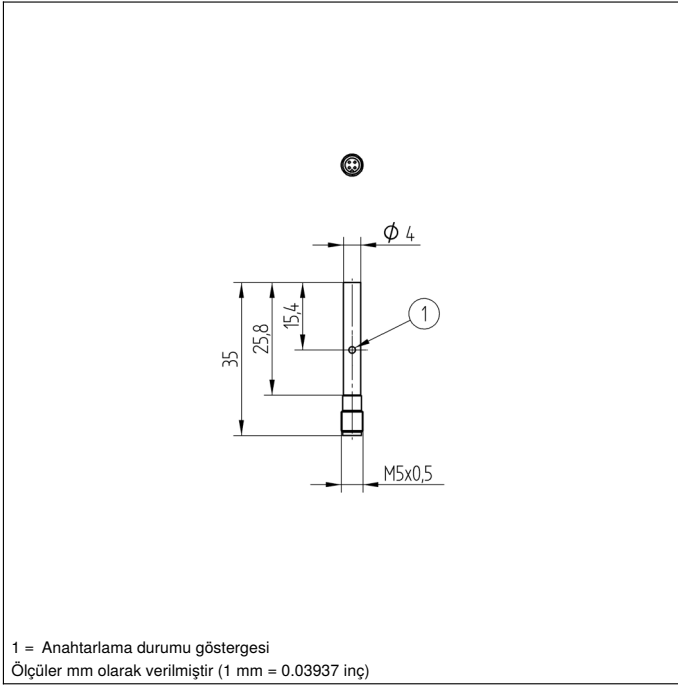 ϕ 4
15,4
25,8
35
1
M5x0,5
1 = Anahtarlama durumu göstergesi
Ölçüler mm olarak verilmiştir (1 mm = 0.03937 inç)